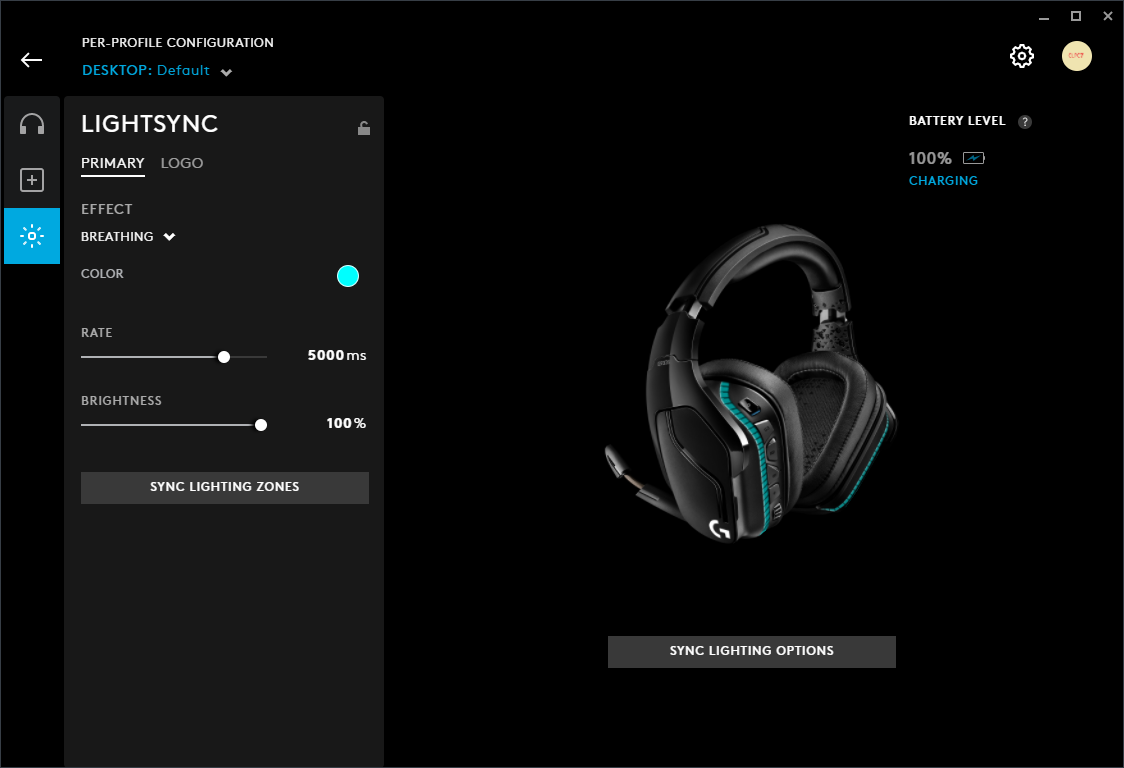 PER-PROFILE CONFIGURATION
DESKTOP: Default
LIGHTSYNC
PRIMARY LOGO
EFFECT
BREATHING
COLOR
RATE
5000 ms
BRIGHTNESS
100 %
SYNC LIGHTING ZONES
BATTERY LEVEL ?
100%
CHARGING
SYNC LIGHTING OPTIONS